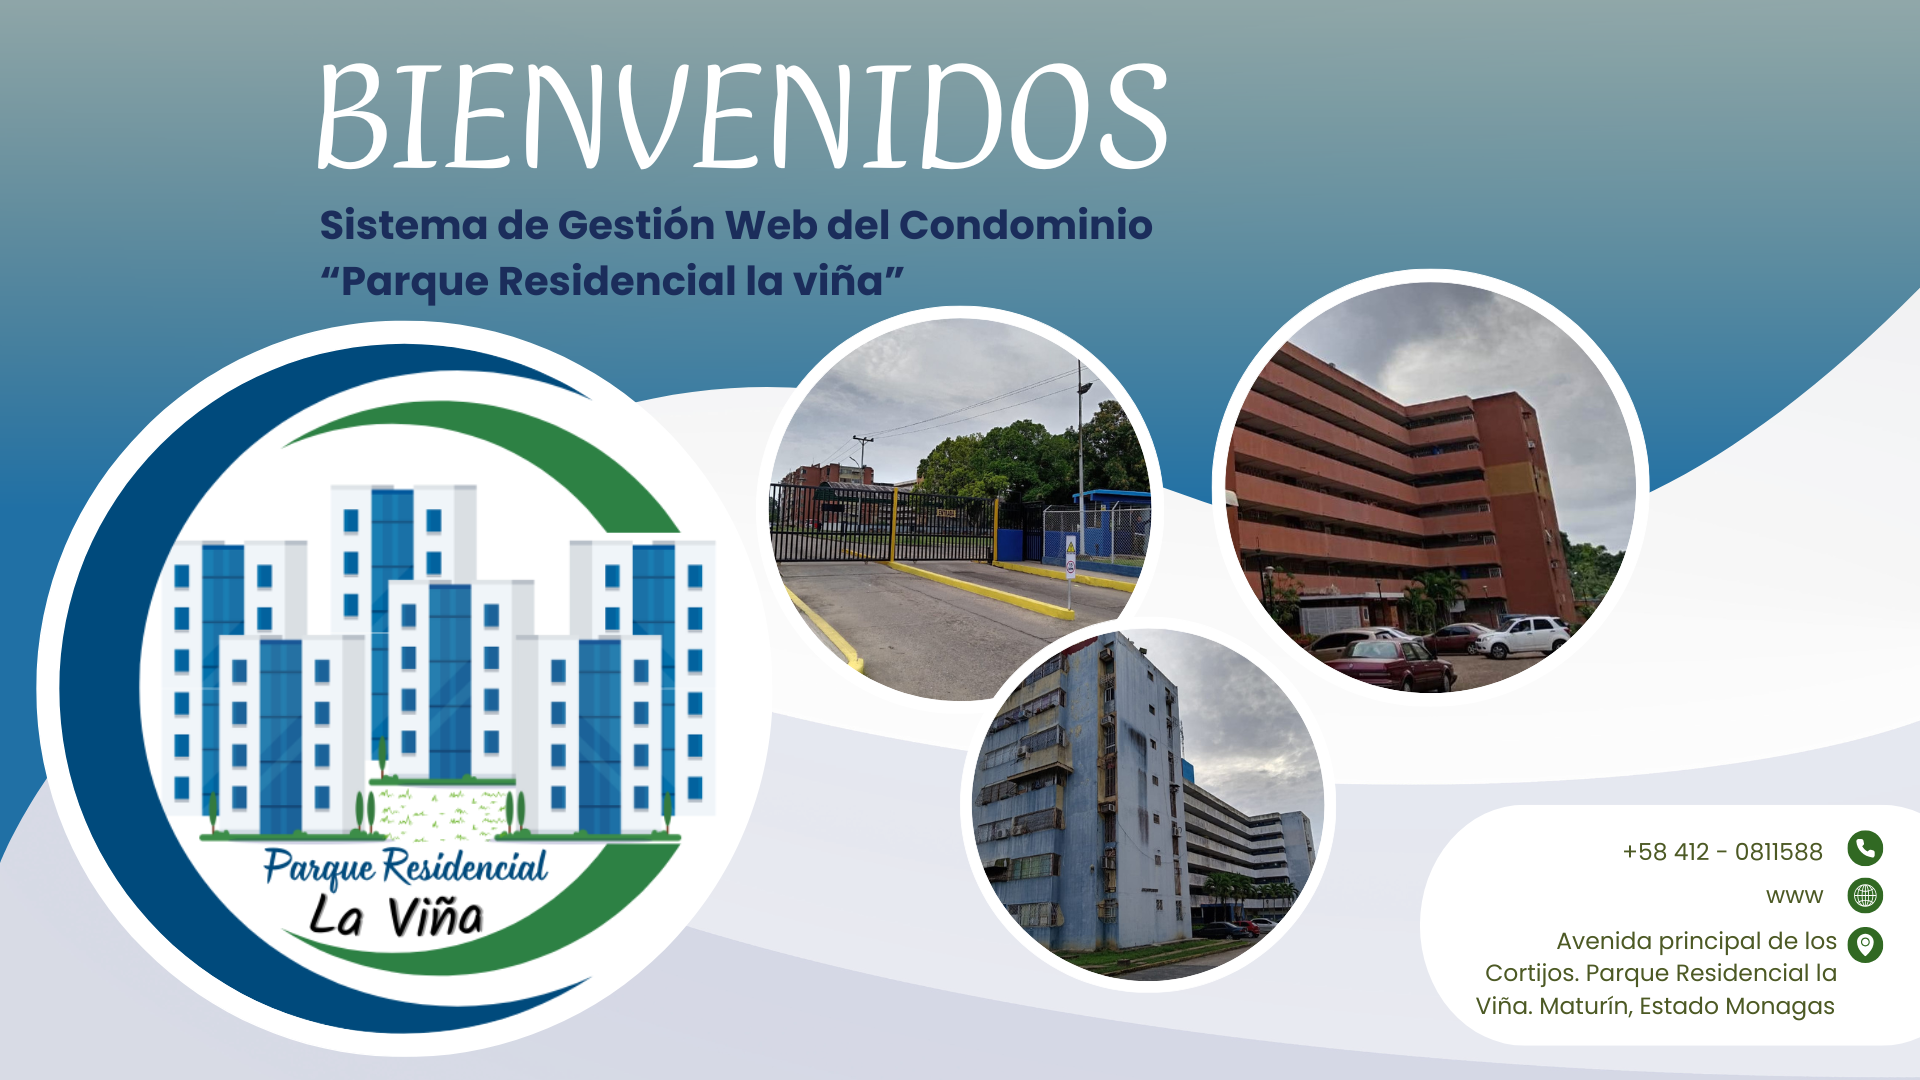 BIENVENIDOS
Sistema de Gestión Web del Condominio
“Parque Residencial la viña”
Parque Residencial
La Viña
+58 412 - 0811588
www
Avenida principal de los
Cortijos. Parque Residencial la
Viña. Maturín, Estado Monagas